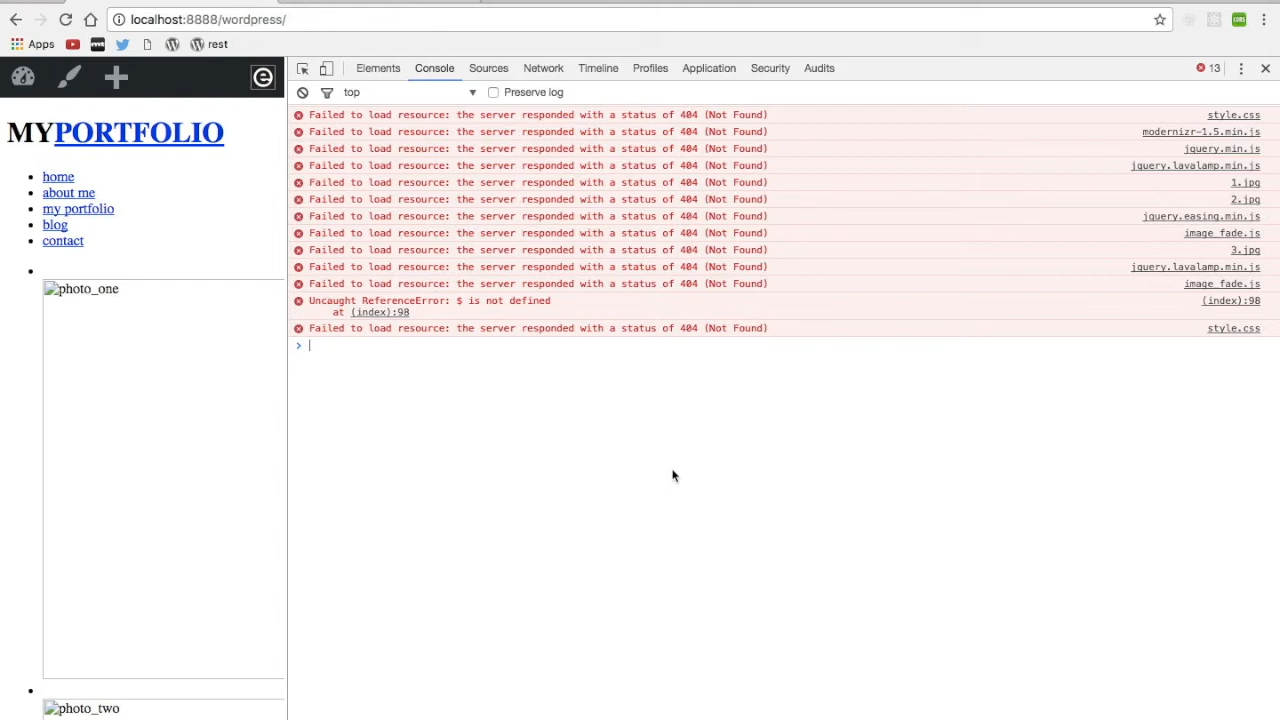 localhost:8888/wordpress/
Apps
rest
Elements Console Sources Network Timeline Profiles Application Security Audits 13
top Preserve log
MYPORTFOLIO
home
about me
my portfolio
blog
contact
photo_one
photo_two
Failed to load resource: the server responded with a status of 404 (Not Found) style.css
Failed to load resource: the server responded with a status of 404 (Not Found) modernizr-1.5.min.js
Failed to load resource: the server responded with a status of 404 (Not Found) jquery.min.js
Failed to load resource: the server responded with a status of 404 (Not Found) jquery.lavalamp.min.js
Failed to load resource: the server responded with a status of 404 (Not Found) 1.jpg
Failed to load resource: the server responded with a status of 404 (Not Found) 2.jpg
Failed to load resource: the server responded with a status of 404 (Not Found) jquery.easing.min.js
Failed to load resource: the server responded with a status of 404 (Not Found) image_fade.js
Failed to load resource: the server responded with a status of 404 (Not Found) 3.jpg
Failed to load resource: the server responded with a status of 404 (Not Found) jquery.lavalamp.min.js
Failed to load resource: the server responded with a status of 404 (Not Found) image_fade.js
Uncaught ReferenceError: $ is not defined (index):98
at (index):98
Failed to load resource: the server responded with a status of 404 (Not Found) style.css